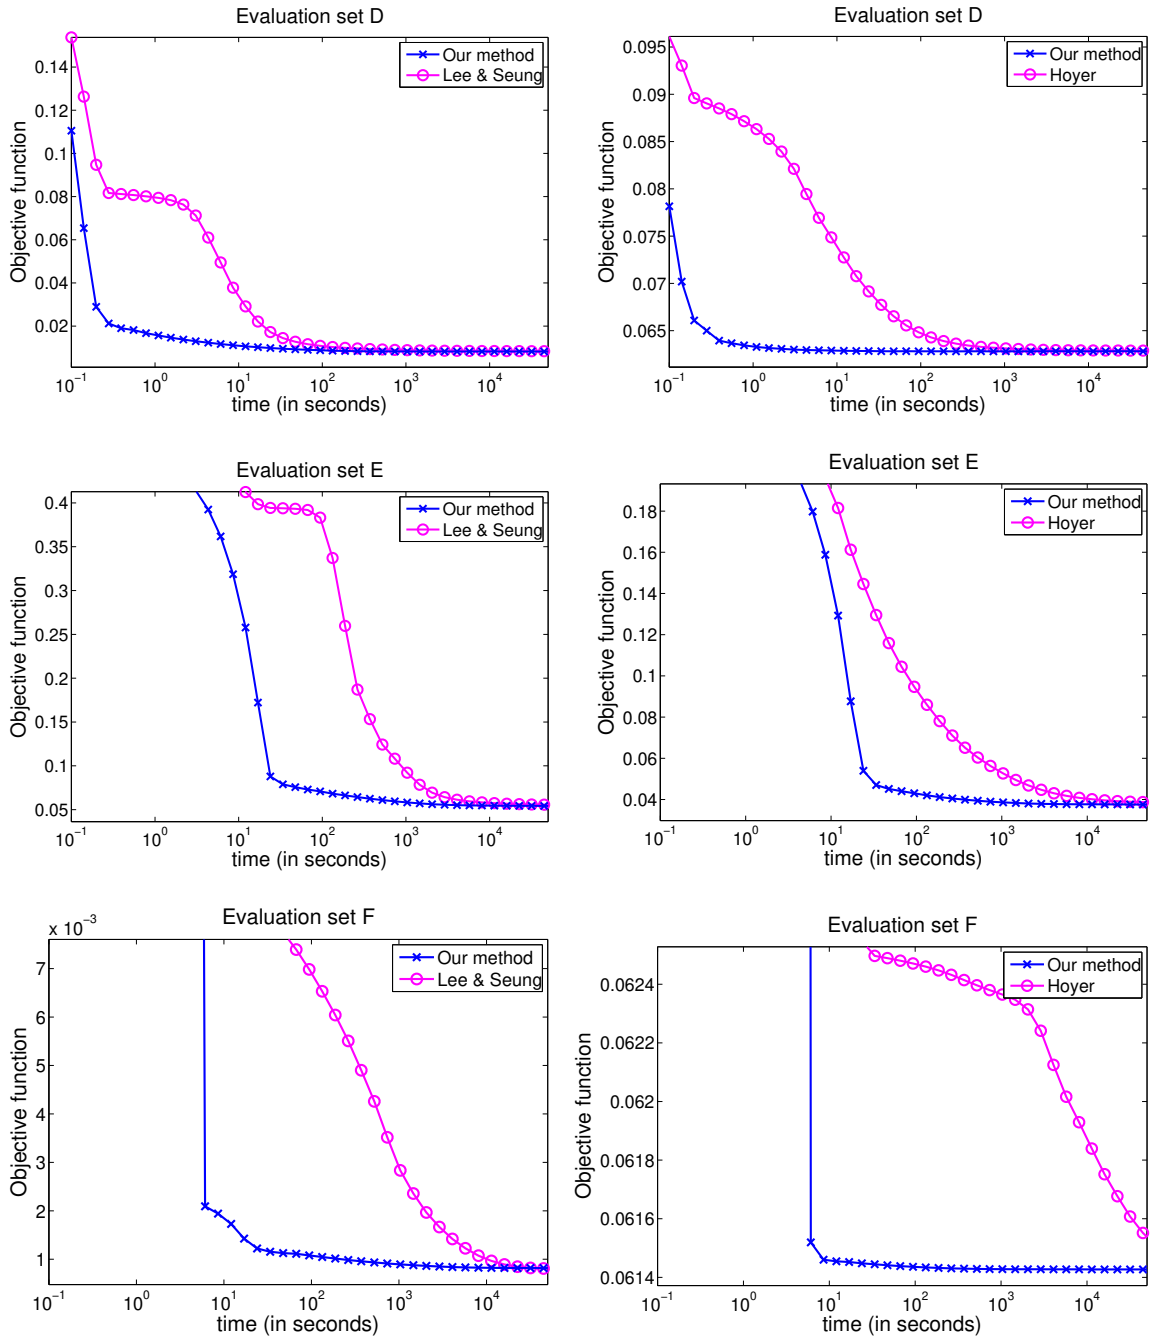 Evaluation set D
Objective function
0.14
0.12
0.1
0.08
0.06
0.04
0.02
Our method
Lee & Seung
10^−1
10^0
10^1
10^2
10^3
10^4
time (in seconds)
Evaluation set D
Objective function
0.095
0.09
0.085
0.08
0.075
0.07
0.065
Our method
Hoyer
10^−1
10^0
10^1
10^2
10^3
10^4
time (in seconds)
Evaluation set E
Objective function
0.4
0.35
0.3
0.25
0.2
0.15
0.1
0.05
Our method
Lee & Seung
10^−1
10^0
10^1
10^2
10^3
10^4
time (in seconds)
Evaluation set E
Objective function
0.18
0.16
0.14
0.12
0.1
0.08
0.06
0.04
Our method
Hoyer
10^−1
10^0
10^1
10^2
10^3
10^4
time (in seconds)
Evaluation set F
x 10^−3
Objective function
7
6
5
4
3
2
1
Our method
Lee & Seung
10^−1
10^0
10^1
10^2
10^3
10^4
time (in seconds)
Evaluation set F
Objective function
0.0624
0.0622
0.062
0.0618
0.0616
0.0614
Our method
Hoyer
10^−1
10^0
10^1
10^2
10^3
10^4
time (in seconds)